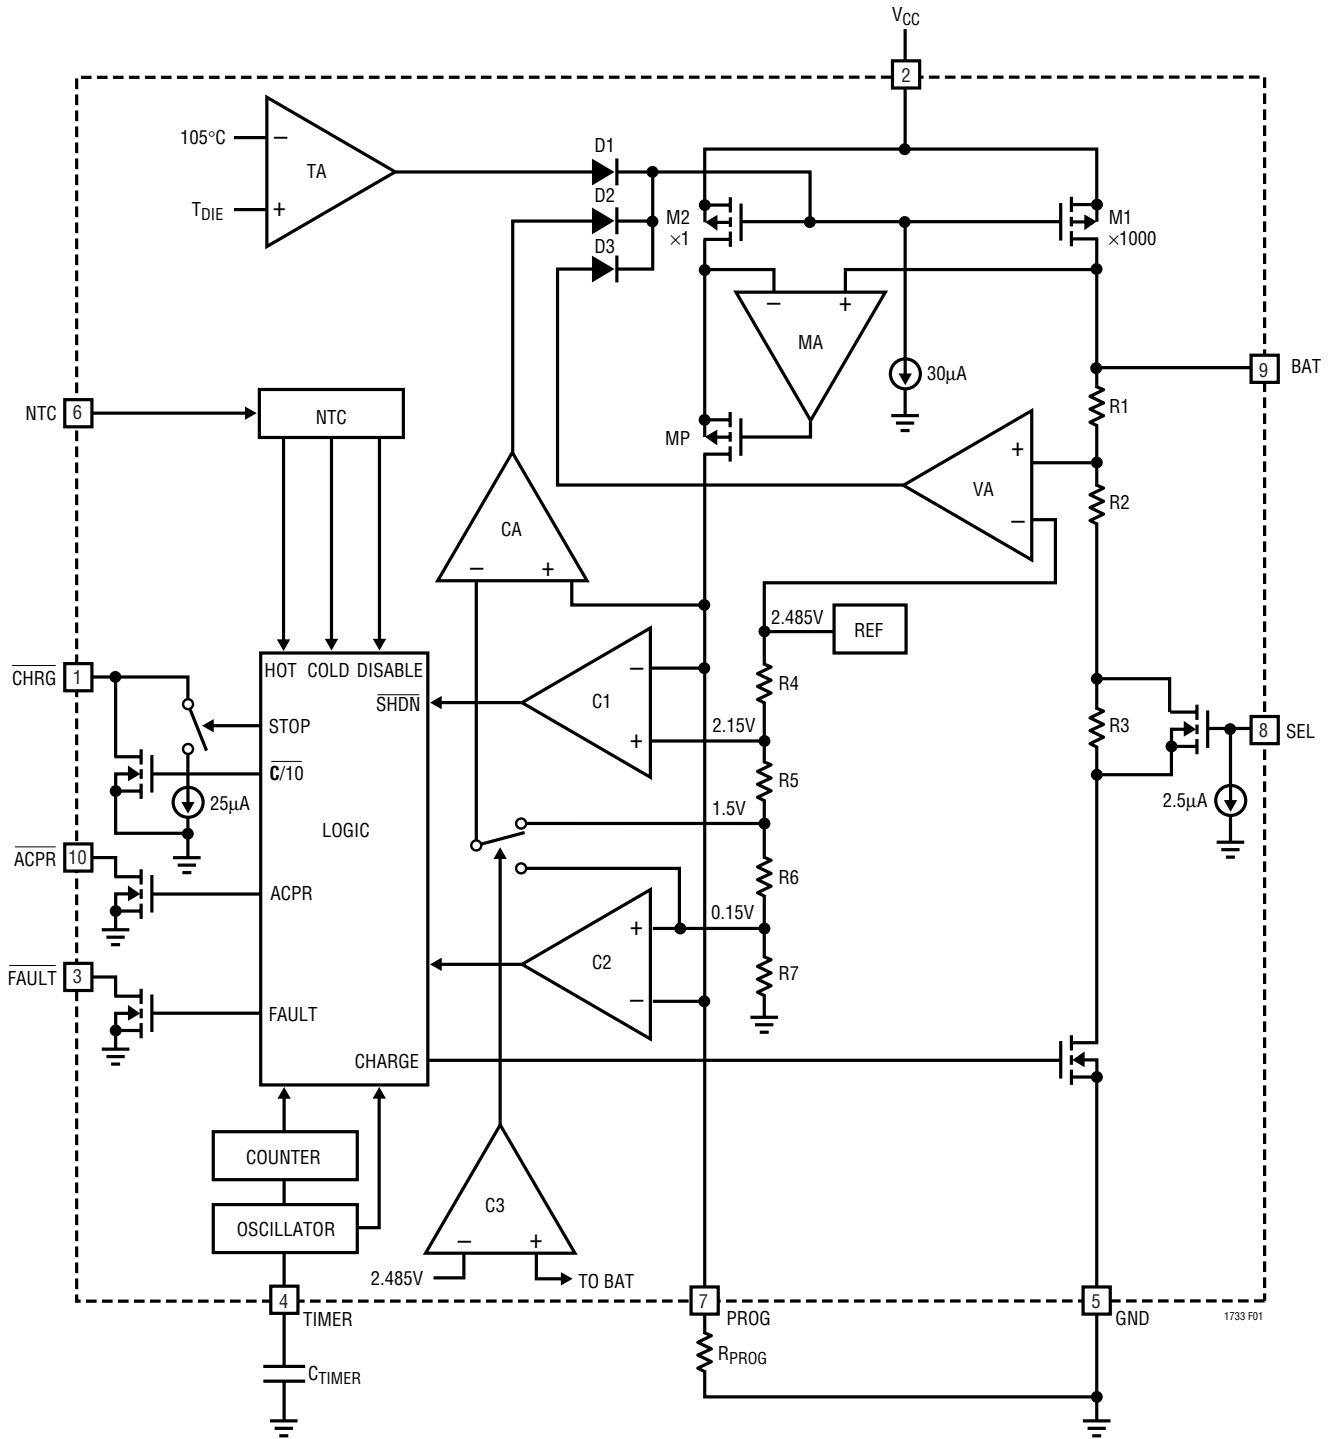 VCC
2
105°C
−
TA
TDIE
+
D1
D2
D3
M2
×1
M1
×1000
−
+
MA
30µA
9
BAT
NTC
6
NTC
MP
R1
+
VA
−
R2
CA
−
+
2.485V
REF
CHRG
1
HOT
COLD
DISABLE
SHDN
−
C1
+
R4
2.15V
R3
8
SEL
STOP
C/10
25µA
LOGIC
R5
1.5V
2.5µA
ACPR
10
ACPR
R6
0.15V
+
C2
−
R7
FAULT
3
FAULT
CHARGE
COUNTER
OSCILLATOR
C3
−
+
2.485V
TO BAT
4
TIMER
7
PROG
5
GND
1733 F01
RPROG
CTIMER